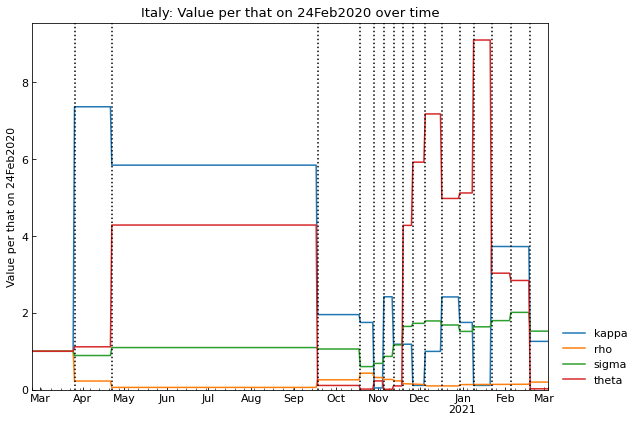 Italy: Value per that on 24Feb2020 over time
Value per that on 24Feb2020
8
6
4
2
0
Mar Apr May Jun Jul Aug Sep Oct Nov Dec Jan Feb Mar
2021
kappa
rho
sigma
theta